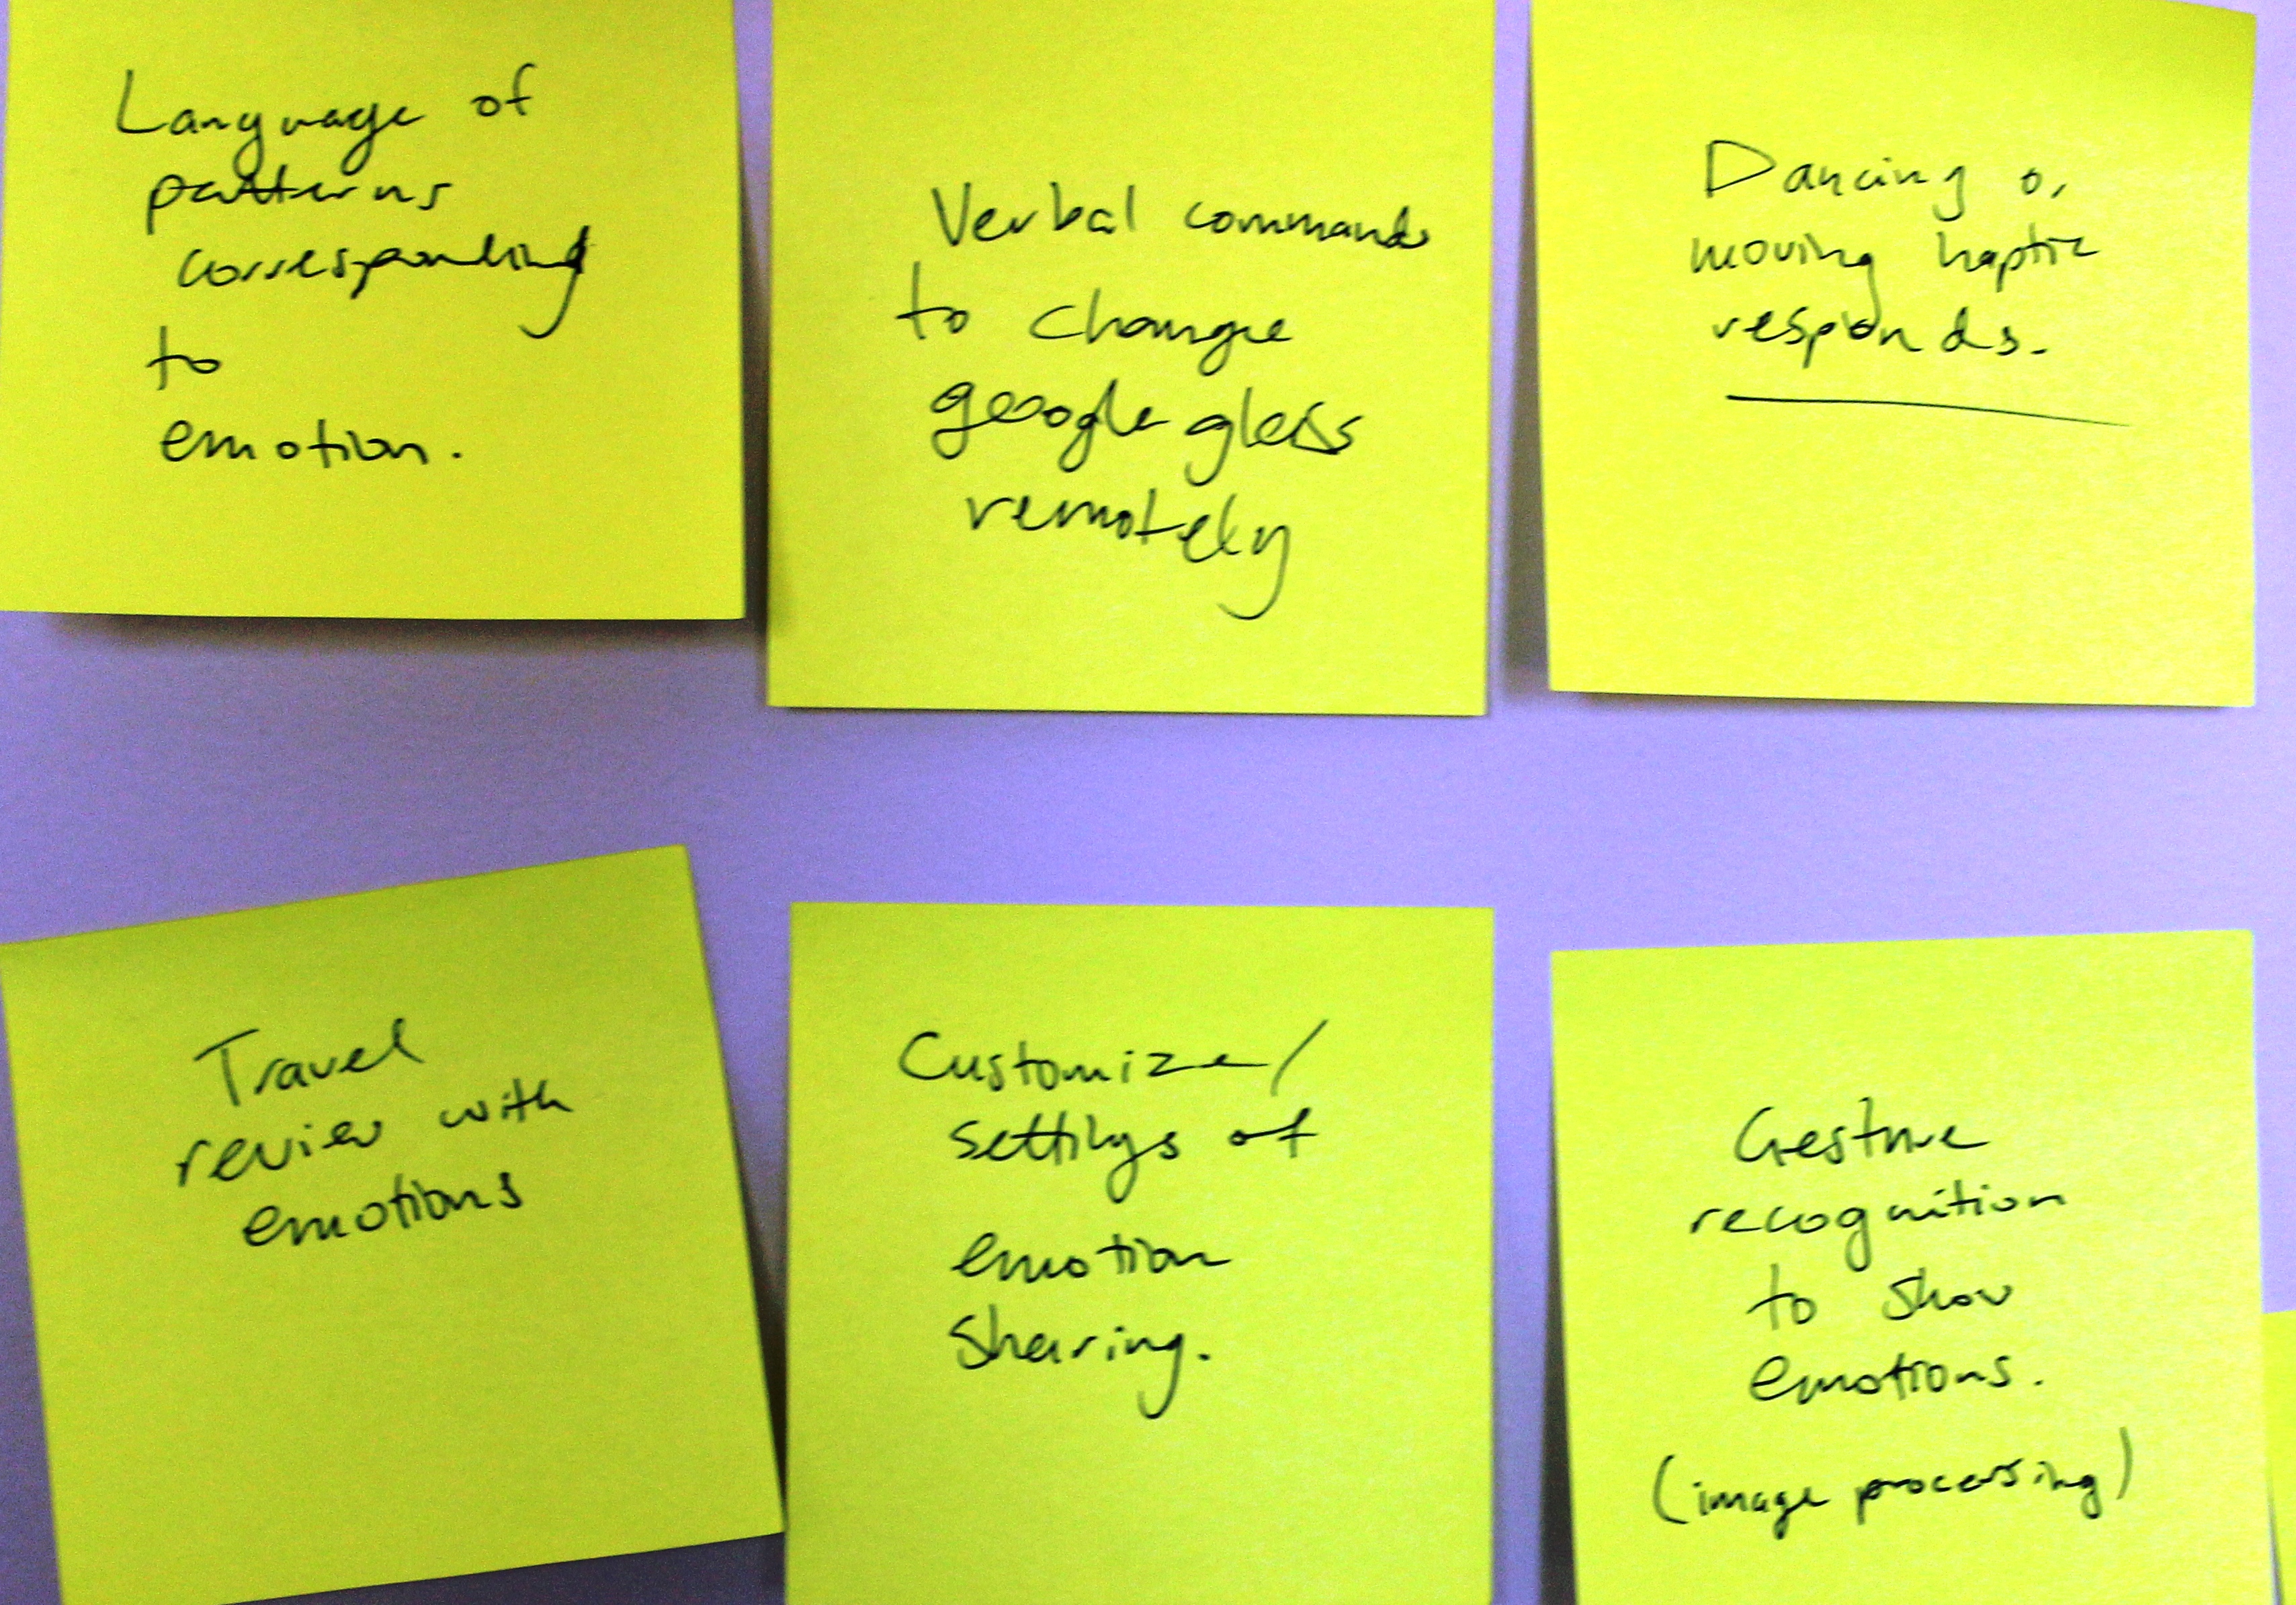 Language of
patterns
corresponding
to
emotion.
Verbal commands
to change
google glass
remotely
Dancing or
moving haptic
responds.
Travel
review with
emotions
Customize/
settings of
emotion
sharing.
Gesture
recognition
to show
emotions.
(image processing)